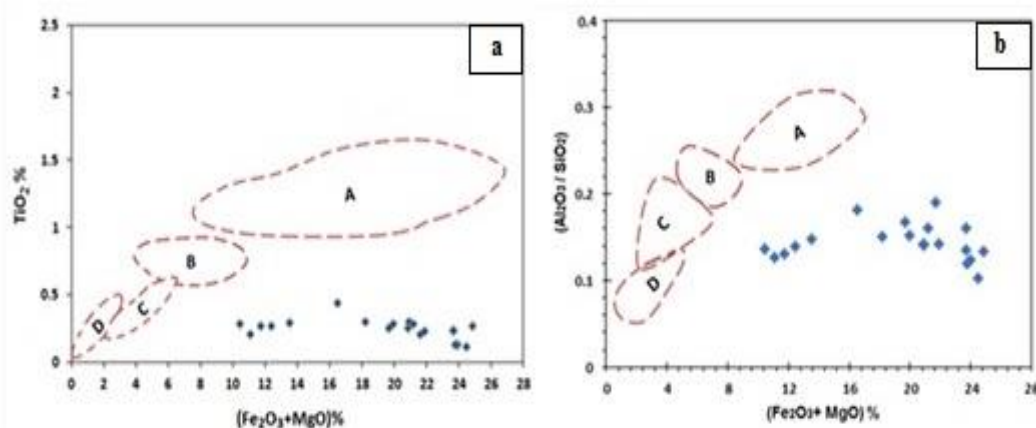 a
TiO2 %
2.5
2
1.5
1
0.5
0
A
B
C
D
0 2 4 6 8 10 12 14 16 18 20 22 24 26 28
(Fe2O3+MgO)%
b
(Al2O3 / SiO2)
0.4
0.3
0.2
0.1
0
A
B
C
D
0 4 8 12 16 20 24 28
(Fe2O3+ MgO) %